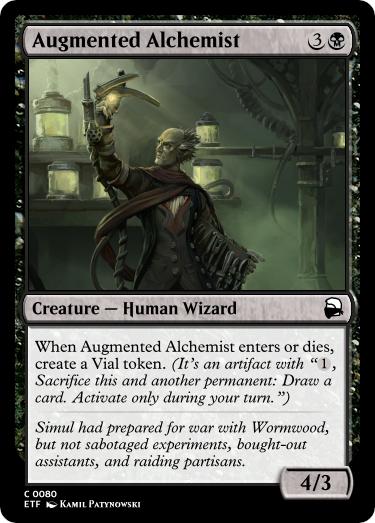 Augmented Alchemist 3
Creature — Human Wizard
When Augmented Alchemist enters or dies,
create a Vial token. (It's an artifact with “1,
Sacrifice this and another permanent: Draw a
card. Activate only during your turn.”)
Simul had prepared for war with Wormwood,
but not sabotaged experiments, bought-out
assistants, and raiding partisans.
4/3
C 0080
ETF Kamil Patynowski